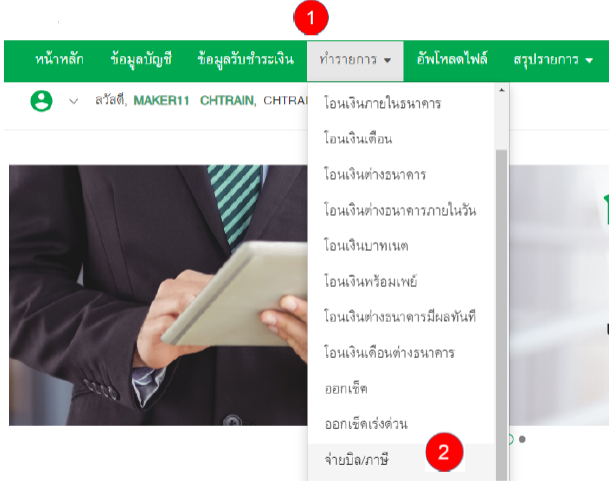 1
หน้าหลัก ข้อมูลบัญชี ข้อมูลรับชำระเงิน ทำรายการ อัพโหลดไฟล์ สรุปรายการ
สวัสดี, MAKER11 CHTRAIN, CHTRAI
โอนเงินภายในธนาคาร
โอนเงินเดือน
โอนเงินต่างธนาคาร
โอนเงินต่างธนาคารภายในวัน
โอนเงินบาทเนต
โอนเงินพร้อมเพย์
โอนเงินต่างธนาคารมีผลทันที
โอนเงินเดือนต่างธนาคาร
ออกเช็ค
ออกเช็คเร่งด่วน
จ่ายบิล/ภาษี 2